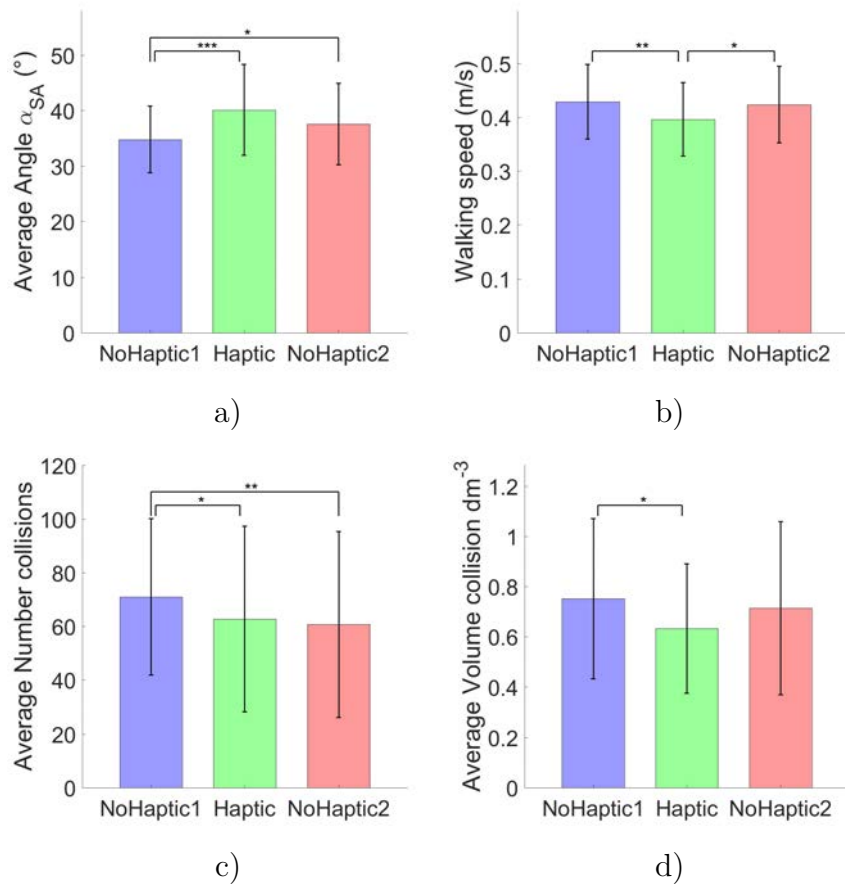 Average Angle α_SA (°)
50
40
30
20
10
0
*
***
NoHaptic1 Haptic NoHaptic2
a)
Walking speed (m/s)
0.5
0.4
0.3
0.2
0.1
0
** *
NoHaptic1 Haptic NoHaptic2
b)
Average Number collisions
120
100
80
60
40
20
0
**
*
NoHaptic1 Haptic NoHaptic2
c)
Average Volume collision dm⁻³
1.2
1
0.8
0.6
0.4
0.2
0
*
NoHaptic1 Haptic NoHaptic2
d)